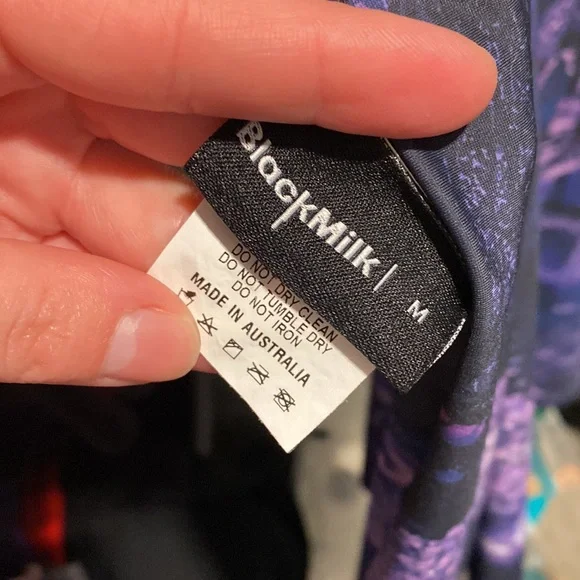 BlackMilk
M
DO NOT DRY CLEAN
DO NOT TUMBLE DRY
DO NOT IRON
MADE IN AUSTRALIA